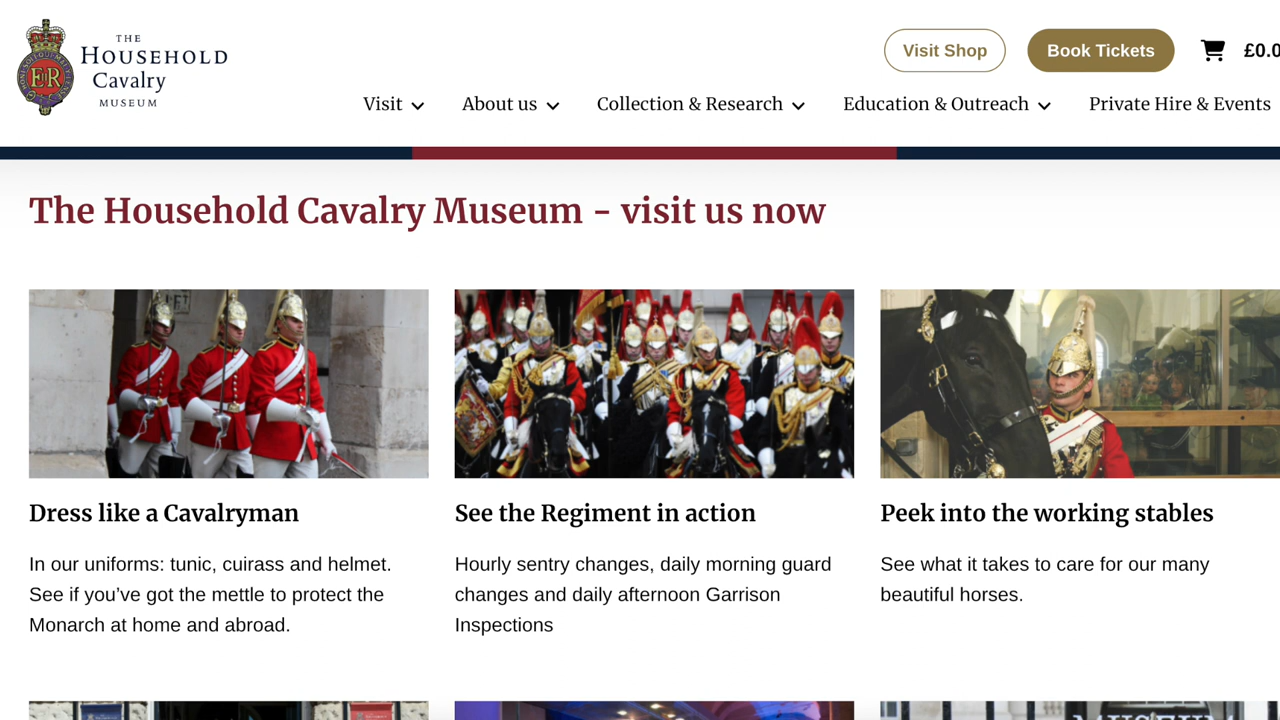 THE
HOUSEHOLD
Cavalry
MUSEUM
EIIR
Visit Shop
Book Tickets
£0.0
Visit
About us
Collection & Research
Education & Outreach
Private Hire & Events
The Household Cavalry Museum - visit us now
Dress like a Cavalryman
In our uniforms: tunic, cuirass and helmet.
See if you’ve got the mettle to protect the
Monarch at home and abroad.
See the Regiment in action
Hourly sentry changes, daily morning guard
changes and daily afternoon Garrison
Inspections
Peek into the working stables
See what it takes to care for our many
beautiful horses.